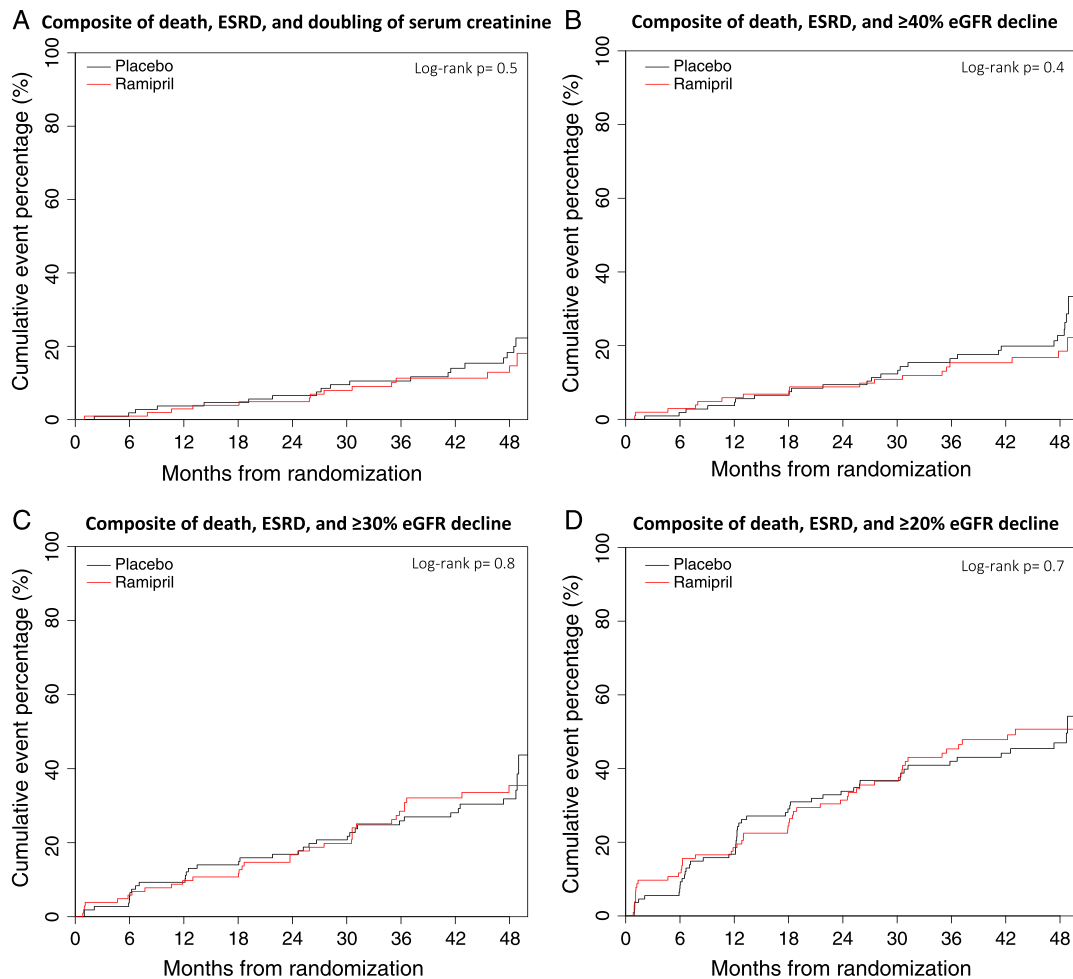 A Composite of death, ESRD, and doubling of serum creatinine
Placebo
Ramipril
Log-rank p= 0.5
Cumulative event percentage (%)
100
80
60
40
20
0
0 6 12 18 24 30 36 42 48
Months from randomization
B Composite of death, ESRD, and ≥40% eGFR decline
Placebo
Ramipril
Log-rank p= 0.4
Cumulative event percentage (%)
100
80
60
40
20
0
0 6 12 18 24 30 36 42 48
Months from randomization
C Composite of death, ESRD, and ≥30% eGFR decline
Placebo
Ramipril
Log-rank p= 0.8
Cumulative event percentage (%)
100
80
60
40
20
0
0 6 12 18 24 30 36 42 48
Months from randomization
D Composite of death, ESRD, and ≥20% eGFR decline
Placebo
Ramipril
Log-rank p= 0.7
Cumulative event percentage (%)
100
80
60
40
20
0
0 6 12 18 24 30 36 42 48
Months from randomization